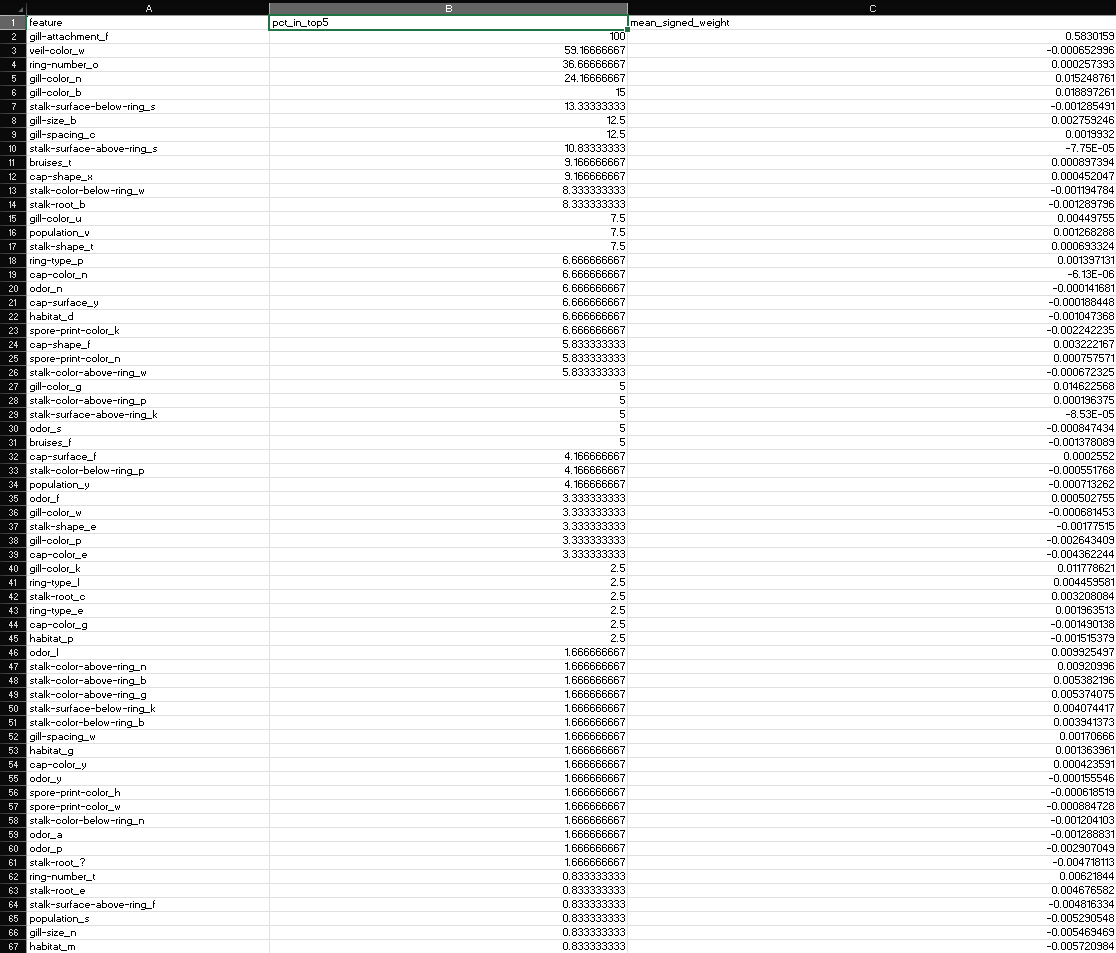 A B C
1 feature pct_in_top5 mean_signed_weight
2 gill-attachment_f 100 0.5830159
3 veil-color_w 59.16666667 -0.000652996
4 ring-number_o 36.66666667 0.000257393
5 gill-color_n 24.16666667 0.015248761
6 gill-color_b 15 0.018897261
7 stalk-surface-below-ring_s 13.33333333 -0.001285491
8 gill-size_b 12.5 0.002759246
9 gill-spacing_c 12.5 0.0019932
10 stalk-surface-above-ring_s 10.83333333 -7.75E-05
11 bruises_t 9.166666667 0.000897394
12 cap-shape_x 9.166666667 0.000452047
13 stalk-color-below-ring_w 8.333333333 -0.001194784
14 stalk-root_b 8.333333333 -0.001289796
15 gill-color_u 7.5 0.00449755
16 population_v 7.5 0.001268288
17 stalk-shape_t 7.5 0.000693324
18 ring-type_p 6.666666667 0.001397131
19 cap-color_n 6.666666667 -6.13E-06
20 odor_n 6.666666667 -0.000141681
21 cap-surface_y 6.666666667 -0.000188448
22 habitat_d 6.666666667 -0.001047368
23 spore-print-color_k 6.666666667 -0.002242235
24 cap-shape_f 5.833333333 0.003222167
25 spore-print-color_n 5.833333333 0.000757571
26 stalk-color-above-ring_w 5.833333333 -0.000672325
27 gill-color_g 5 0.014622568
28 stalk-color-above-ring_p 5 0.000196375
29 stalk-surface-above-ring_k 5 -8.53E-05
30 odor_s 5 -0.000847434
31 bruises_f 5 -0.001378089
32 cap-surface_f 4.166666667 0.0002552
33 stalk-color-below-ring_p 4.166666667 -0.000551768
34 population_y 4.166666667 -0.000713262
35 odor_f 3.333333333 0.000502755
36 gill-color_w 3.333333333 -0.000681453
37 stalk-shape_e 3.333333333 -0.00177515
38 gill-color_p 3.333333333 -0.002643409
39 cap-color_e 3.333333333 -0.004362244
40 gill-color_k 2.5 0.011778621
41 ring-type_l 2.5 0.004459581
42 stalk-root_c 2.5 0.003208084
43 ring-type_e 2.5 0.001963513
44 cap-color_g 2.5 -0.001490138
45 habitat_p 2.5 -0.001515379
46 odor_l 1.666666667 0.009925497
47 stalk-color-above-ring_n 1.666666667 0.00920996
48 stalk-color-above-ring_b 1.666666667 0.005382196
49 stalk-color-above-ring_g 1.666666667 0.005374075
50 stalk-surface-below-ring_k 1.666666667 0.004074417
51 stalk-color-below-ring_b 1.666666667 0.003941373
52 gill-spacing_w 1.666666667 0.00170666
53 habitat_g 1.666666667 0.001363961
54 cap-color_y 1.666666667 0.000423591
55 odor_y 1.666666667 -0.000155546
56 spore-print-color_h 1.666666667 -0.000618519
57 spore-print-color_w 1.666666667 -0.000884728
58 stalk-color-below-ring_n 1.666666667 -0.001204103
59 odor_a 1.666666667 -0.001288831
60 odor_p 1.666666667 -0.002907049
61 stalk-root_? 1.666666667 -0.004718113
62 ring-number_t 0.833333333 0.00621844
63 stalk-root_e 0.833333333 0.004676582
64 stalk-surface-above-ring_f 0.833333333 -0.004816334
65 population_s 0.833333333 -0.005290548
66 gill-size_n 0.833333333 -0.005469469
67 habitat_m 0.833333333 -0.005720984